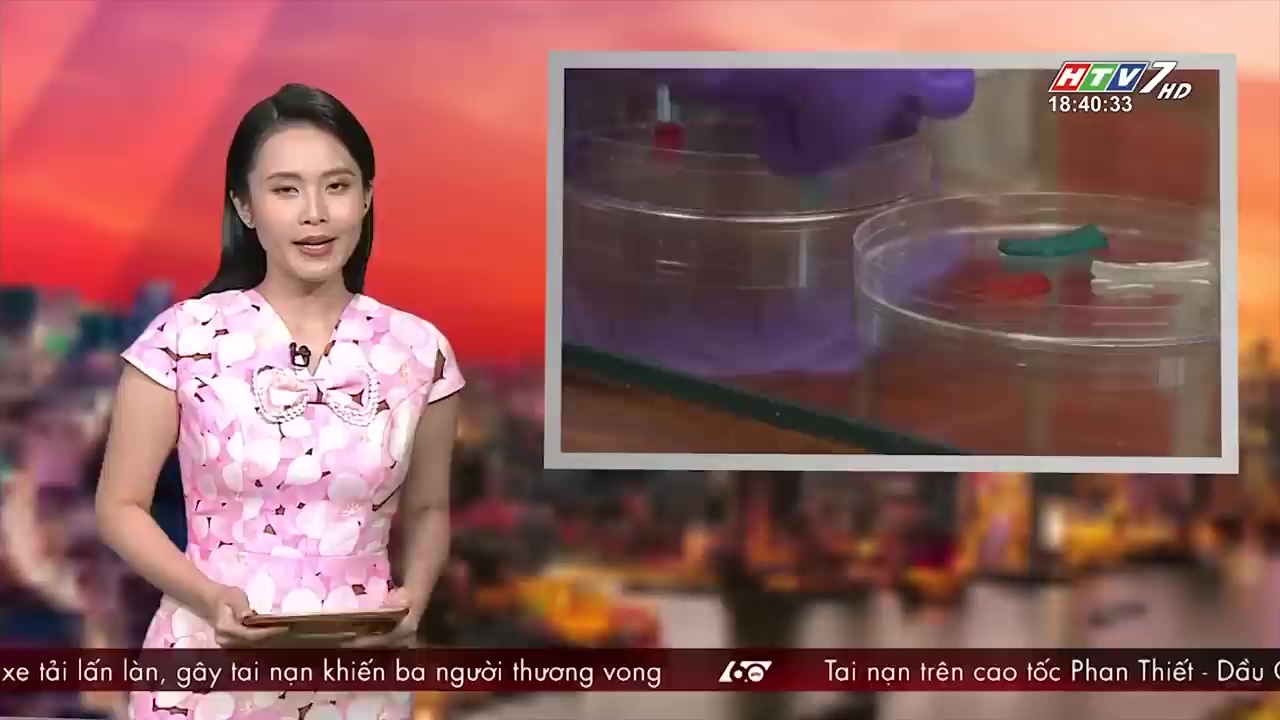 HTV7 HD
18:40:33
xe tải lấn làn, gây tai nạn khiến ba người thương vong
60
Tai nạn trên cao tốc Phan Thiết - Dầu